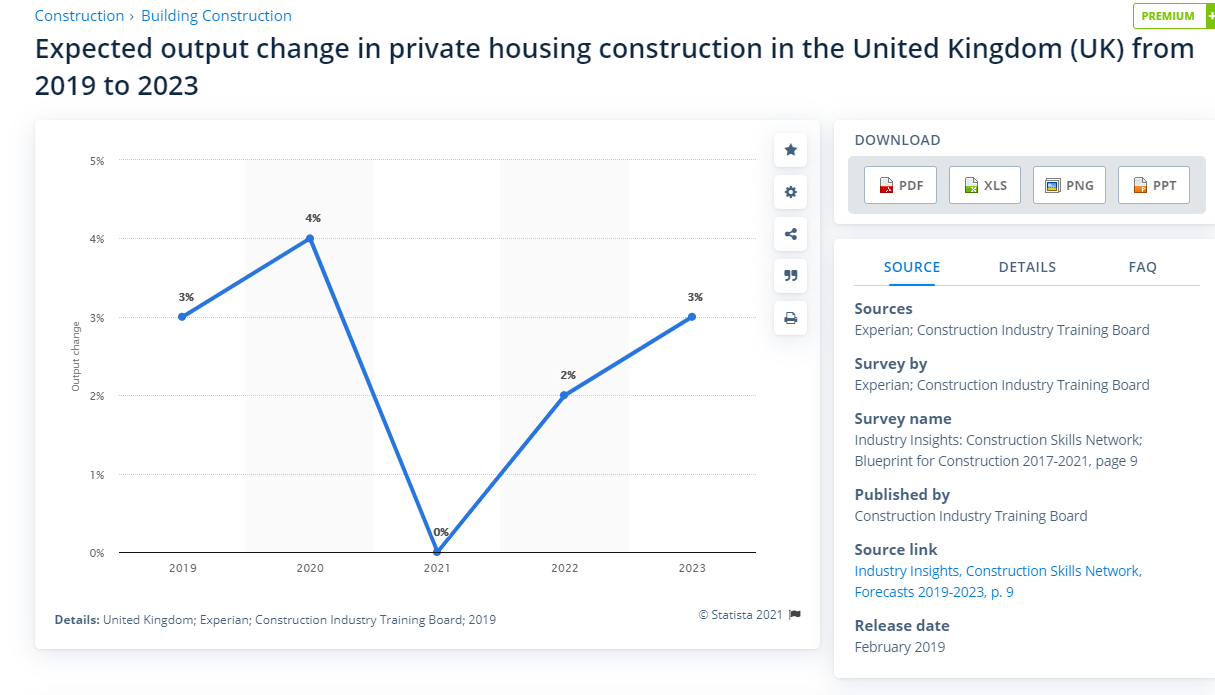 Construction › Building Construction
PREMIUM +
Expected output change in private housing construction in the United Kingdom (UK) from
2019 to 2023
5%
4%
3%
2%
1%
0%
Output change
3%
4%
0%
2%
3%
2019 2020 2021 2022 2023
Details: United Kingdom; Experian; Construction Industry Training Board; 2019
© Statista 2021
DOWNLOAD
PDF XLS PNG PPT
SOURCE DETAILS FAQ
Sources
Experian; Construction Industry Training Board
Survey by
Experian; Construction Industry Training Board
Survey name
Industry Insights: Construction Skills Network;
Blueprint for Construction 2017-2021, page 9
Published by
Construction Industry Training Board
Source link
Industry Insights, Construction Skills Network,
Forecasts 2019-2023, p. 9
Release date
February 2019